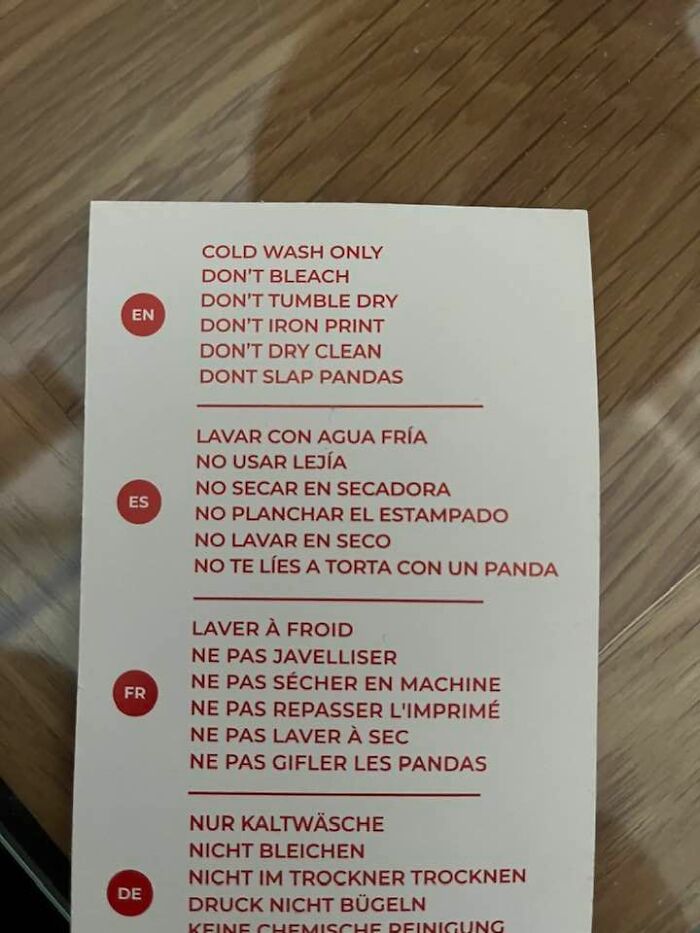 EN
COLD WASH ONLY
DON'T BLEACH
DON'T TUMBLE DRY
DON'T IRON PRINT
DON'T DRY CLEAN
DONT SLAP PANDAS
ES
LAVAR CON AGUA FRÍA
NO USAR LEJÍA
NO SECAR EN SECADORA
NO PLANCHAR EL ESTAMPADO
NO LAVAR EN SECO
NO TE LÍES A TORTA CON UN PANDA
FR
LAVER À FROID
NE PAS JAVELLISER
NE PAS SÉCHER EN MACHINE
NE PAS REPASSER L'IMPRIMÉ
NE PAS LAVER À SEC
NE PAS GIFLER LES PANDAS
DE
NUR KALTWÄSCHE
NICHT BLEICHEN
NICHT IM TROCKNER TROCKNEN
DRUCK NICHT BÜGELN
KEINE CHEMISCHE REINIGUNG